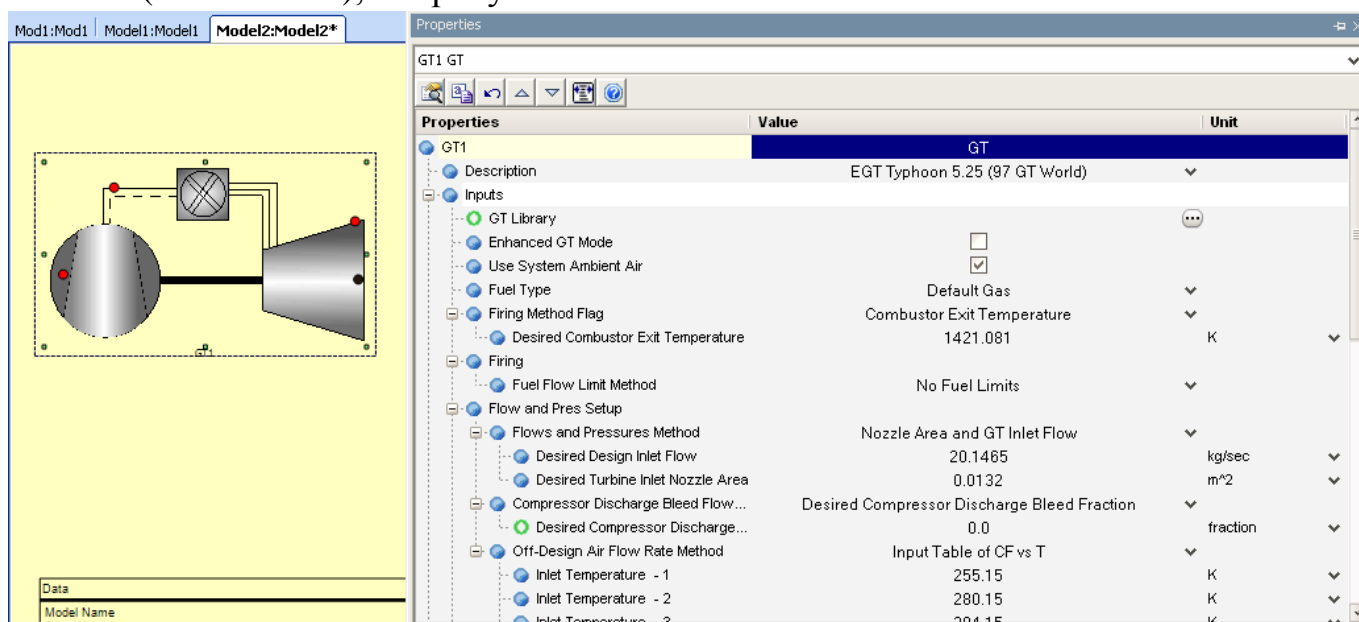 Mod1:Mod1 Model1:Model1 Model2:Model2*
Properties
GT1 GT
Properties Value Unit
GT1 GT
Description EGT Typhoon 5.25 (97 GT World)
Inputs
GT Library
Enhanced GT Mode
Use System Ambient Air
Fuel Type Default Gas
Firing Method Flag Combustor Exit Temperature
Desired Combustor Exit Temperature 1421.081 K
Firing
Fuel Flow Limit Method No Fuel Limits
Flow and Pres Setup
Flows and Pressures Method Nozzle Area and GT Inlet Flow
Desired Design Inlet Flow 20.1465 kg/sec
Desired Turbine Inlet Nozzle Area 0.0132 m^2
Compressor Discharge Bleed Flow... Desired Compressor Discharge Bleed Fraction
Desired Compressor Discharge... 0.0 fraction
Off-Design Air Flow Rate Method Input Table of CF vs T
Inlet Temperature - 1 255.15 K
Inlet Temperature - 2 280.15 K
GT1
Data
Model Name